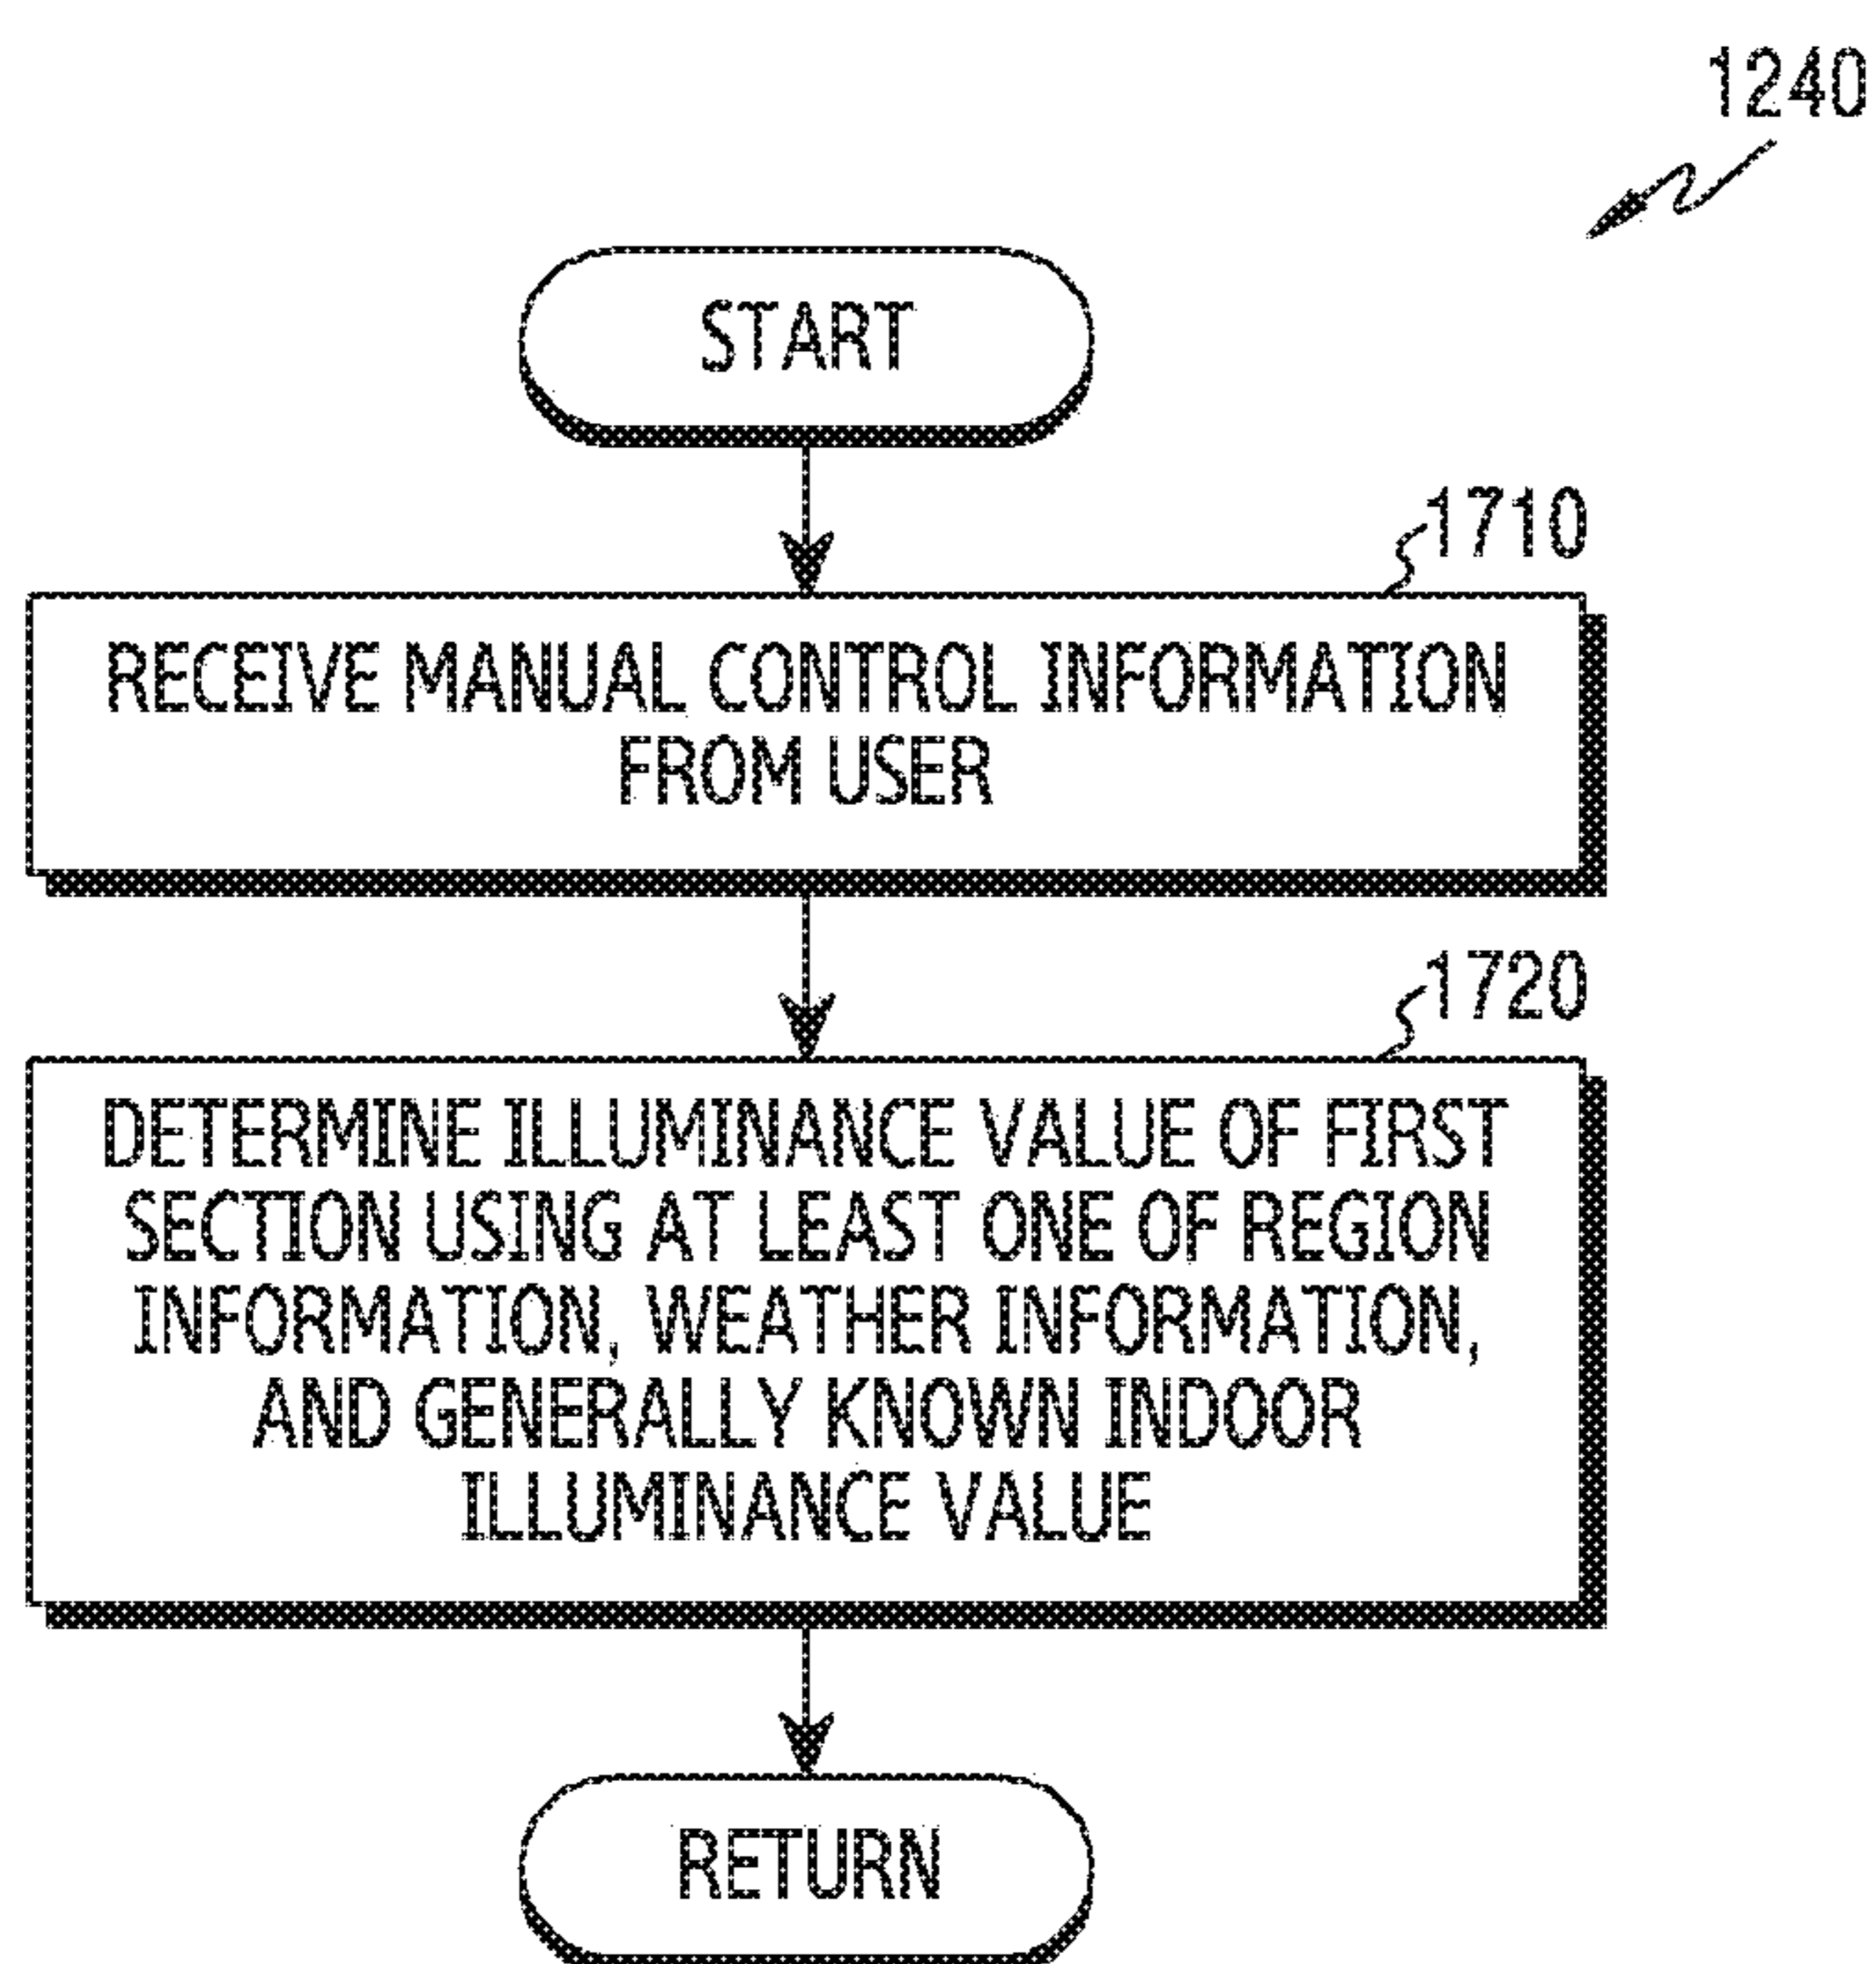 1240
START
1710
RECEIVE MANUAL CONTROL INFORMATION
FROM USER
1720
DETERMINE ILLUMINANCE VALUE OF FIRST
SECTION USING AT LEAST ONE OF REGION
INFORMATION, WEATHER INFORMATION,
AND GENERALLY KNOWN INDOOR
ILLUMINANCE VALUE
RETURN